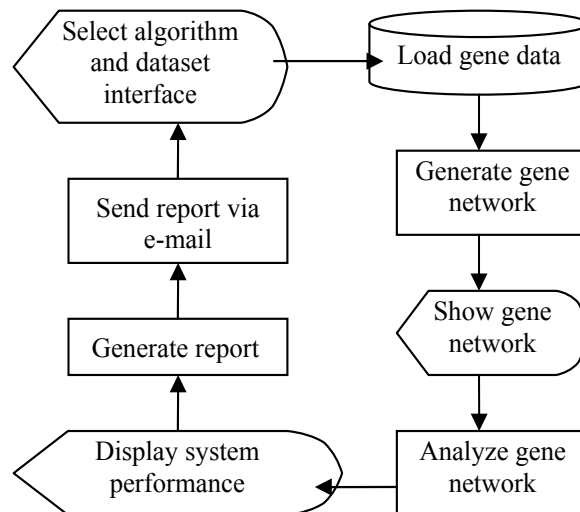 Select algorithm
and dataset
interface
Load gene data
Generate gene
network
Show gene
network
Analyze gene
network
Display system
performance
Generate report
Send report via
e-mail